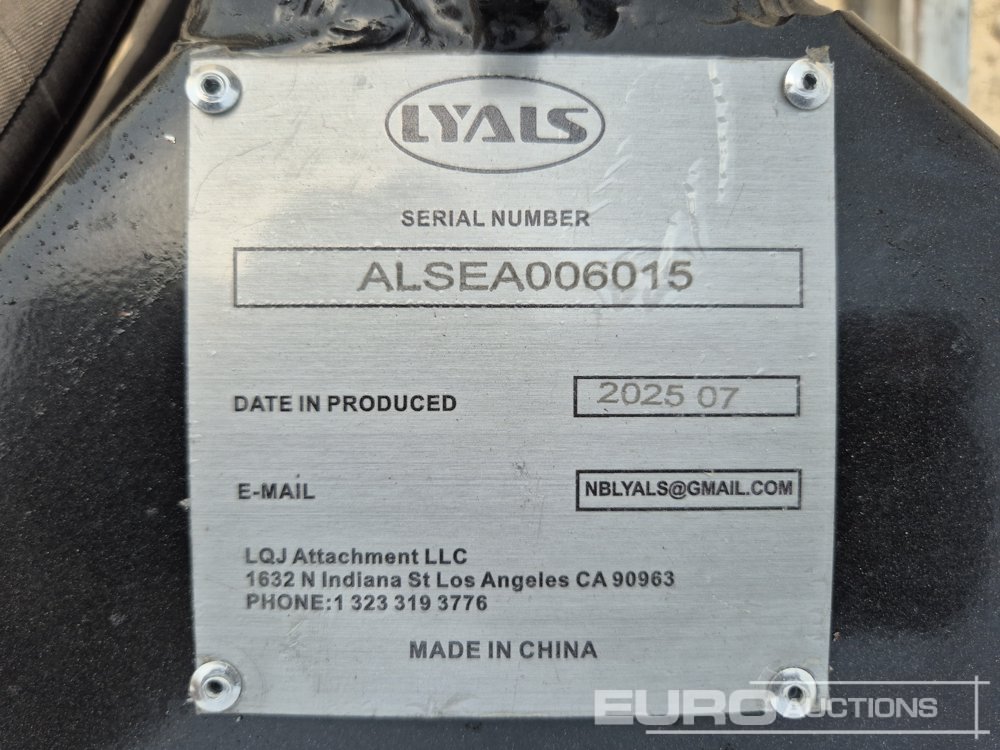 LYALS
SERIAL NUMBER
ALSEA006015
DATE IN PRODUCED
2025 07
E-MAIL
NBLYALS@GMAIL.COM
LQJ Attachment LLC
1632 N Indiana St Los Angeles CA 90963
PHONE:1 323 319 3776
MADE IN CHINA
EURO AUCTIONS